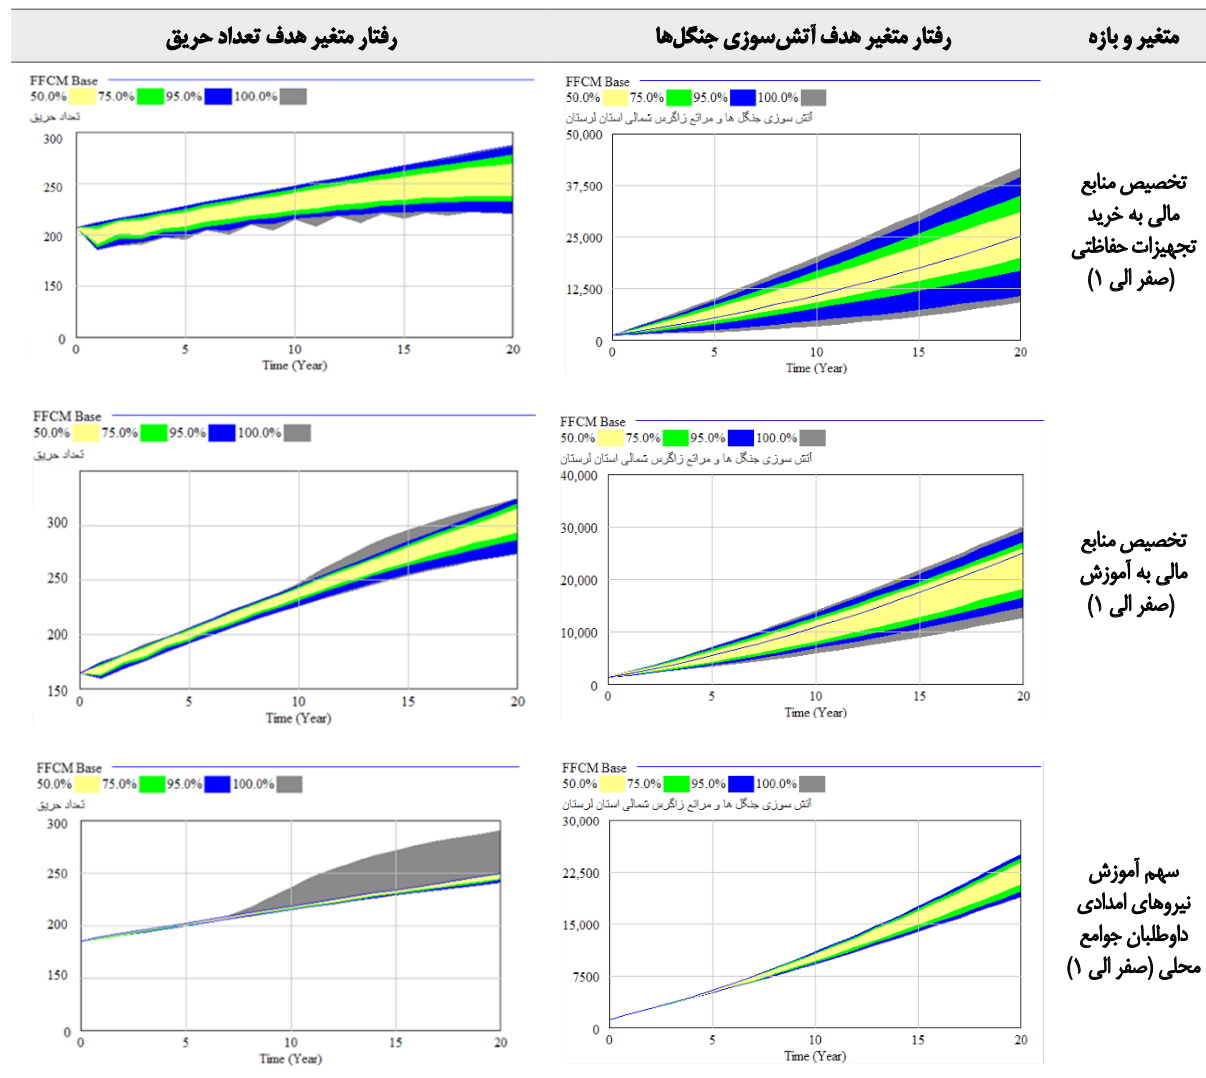 متغیر و بازه
رفتار متغیر هدف آتش‌سوزی جنگل‌ها
رفتار متغیر هدف تعداد حریق
تخصیص منابع
مالی به خرید
تجهیزات حفاظتی
(صفر الی ۱)
FFCM Base
50.0% 75.0% 95.0% 100.0%
آتش سوزی جنگل ها و مراتع زاگرس شمالی استان لرستان
50,000
37,500
25,000
12,500
0
0 5 10 15 20
Time (Year)
FFCM Base
50.0% 75.0% 95.0% 100.0%
تعداد حریق
300
250
200
150
0
0 5 10 15 20
Time (Year)
تخصیص منابع
مالی به آموزش
(صفر الی ۱)
FFCM Base
50.0% 75.0% 95.0% 100.0%
آتش سوزی جنگل ها و مراتع زاگرس شمالی استان لرستان
40,000
30,000
20,000
10,000
0
0 5 10 15 20
Time (Year)
FFCM Base
50.0% 75.0% 95.0% 100.0%
تعداد حریق
300
250
200
150
0 5 10 15 20
Time (Year)
سهم آموزش
نیروهای امدادی
داوطلبان جوامع
محلی (صفر الی ۱)
FFCM Base
50.0% 75.0% 95.0% 100.0%
آتش سوزی جنگل ها و مراتع زاگرس شمالی استان لرستان
30,000
22,500
15,000
7500
0
0 5 10 15 20
Time (Year)
FFCM Base
50.0% 75.0% 95.0% 100.0%
تعداد حریق
300
250
200
150
0
0 5 10 15 20
Time (Year)